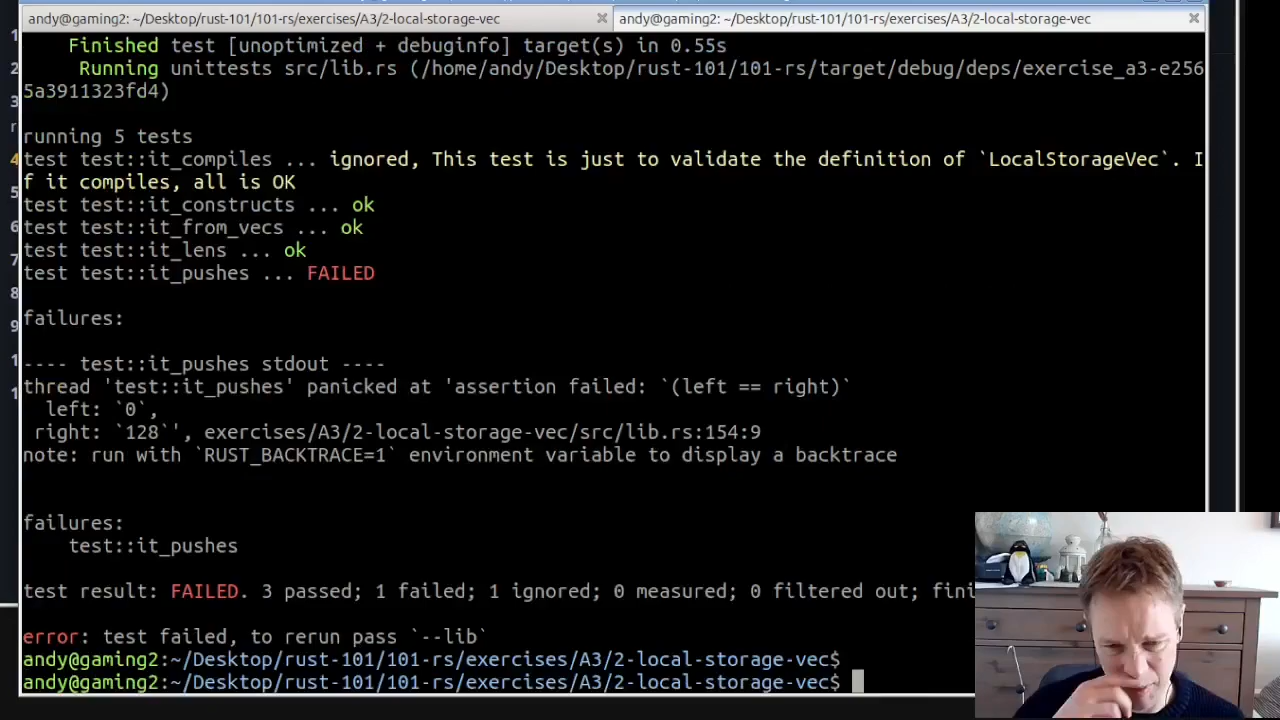 andy@gaming2: ~/Desktop/rust-101/101-rs/exercises/A3/2-local-storage-vec
andy@gaming2: ~/Desktop/rust-101/101-rs/exercises/A3/2-local-storage-vec
    Finished test [unoptimized + debuginfo] target(s) in 0.55s
     Running unittests src/lib.rs (/home/andy/Desktop/rust-101/101-rs/target/debug/deps/exercise_a3-e256
5a3911323fd4)
running 5 tests
test test::it_compiles ... ignored, This test is just to validate the definition of `LocalStorageVec`. I
f it compiles, all is OK
test test::it_constructs ... ok
test test::it_from_vecs ... ok
test test::it_lens ... ok
test test::it_pushes ... FAILED
failures:
---- test::it_pushes stdout ----
thread 'test::it_pushes' panicked at 'assertion failed: `(left == right)`
  left: `0`,
 right: `128`', exercises/A3/2-local-storage-vec/src/lib.rs:154:9
note: run with `RUST_BACKTRACE=1` environment variable to display a backtrace
failures:
    test::it_pushes
test result: FAILED. 3 passed; 1 failed; 1 ignored; 0 measured; 0 filtered out; fini
error: test failed, to rerun pass `--lib`
andy@gaming2:~/Desktop/rust-101/101-rs/exercises/A3/2-local-storage-vec$
andy@gaming2:~/Desktop/rust-101/101-rs/exercises/A3/2-local-storage-vec$